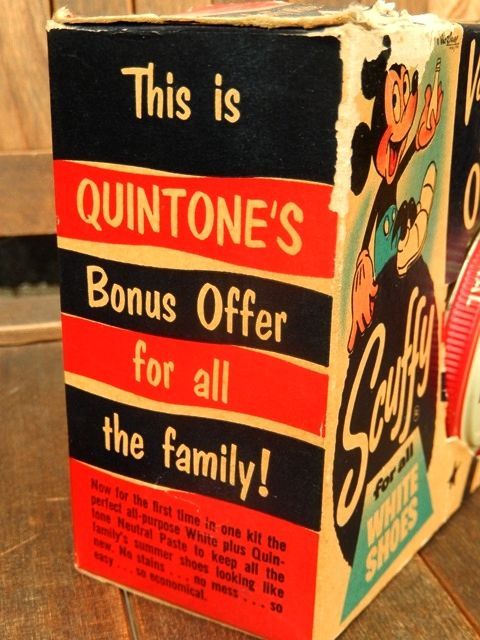 This is
QUINTONE'S
Bonus Offer
for all
the family!
Now for the first time in one kit the
perfect all-purpose White plus Quin-
tone Neutral Paste to keep all the
family's summer shoes looking like
new. No stains . . . no mess . . . so
easy . . . so economical.
Scuffy
for all
WHITE
SHOES